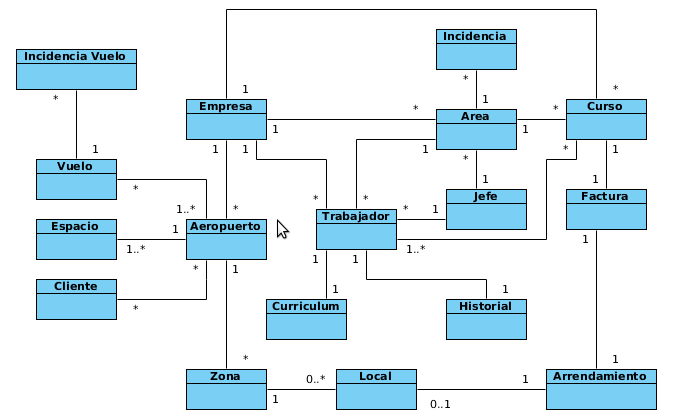 Incidencia
Incidencia Vuelo
* *
1 *
* 1
Empresa * * Curso
1 Area 1
1 1 1 * 1
1 *
Vuelo
* 1 1
* * Jefe Factura
1..* * * 1
Espacio 1 Aeropuerto Trabajador
1
1..* 1..*
* 1 1 1
Cliente 1 1
* Curriculum Historial
* 1
Zona 0..* Local 1 Arrendamiento
1 0..1